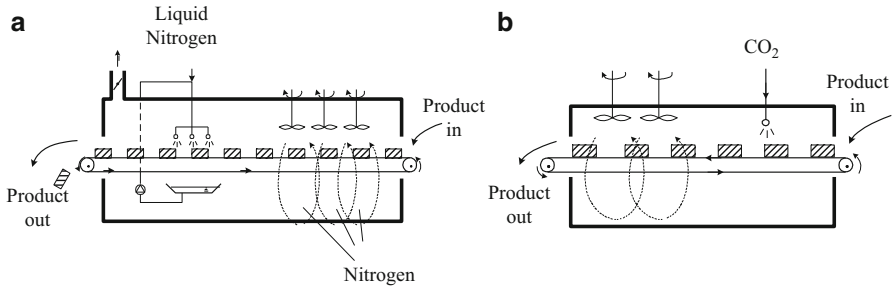 a
Liquid
Nitrogen
Product
in
Product
out
Nitrogen
b
CO₂
Product
in
Product
out